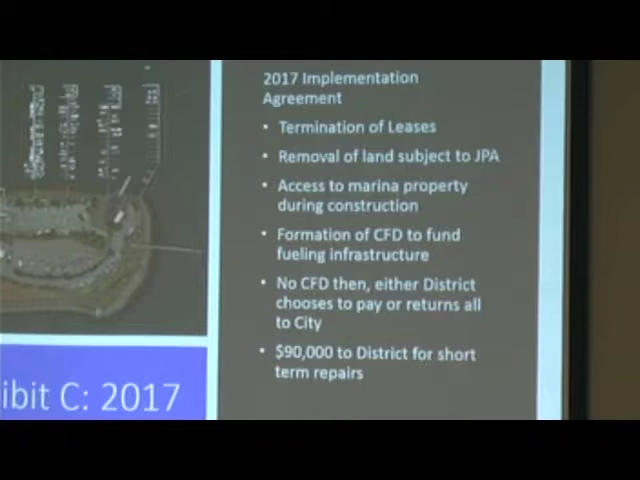 2017 Implementation
Agreement
• Termination of Leases
• Removal of land subject to JPA
• Access to marina property
during construction
• Formation of CFD to fund
fueling infrastructure
• No CFD then, either District
chooses to pay or returns all
to City
• $90,000 to District for short
term repairs
ibit C: 2017